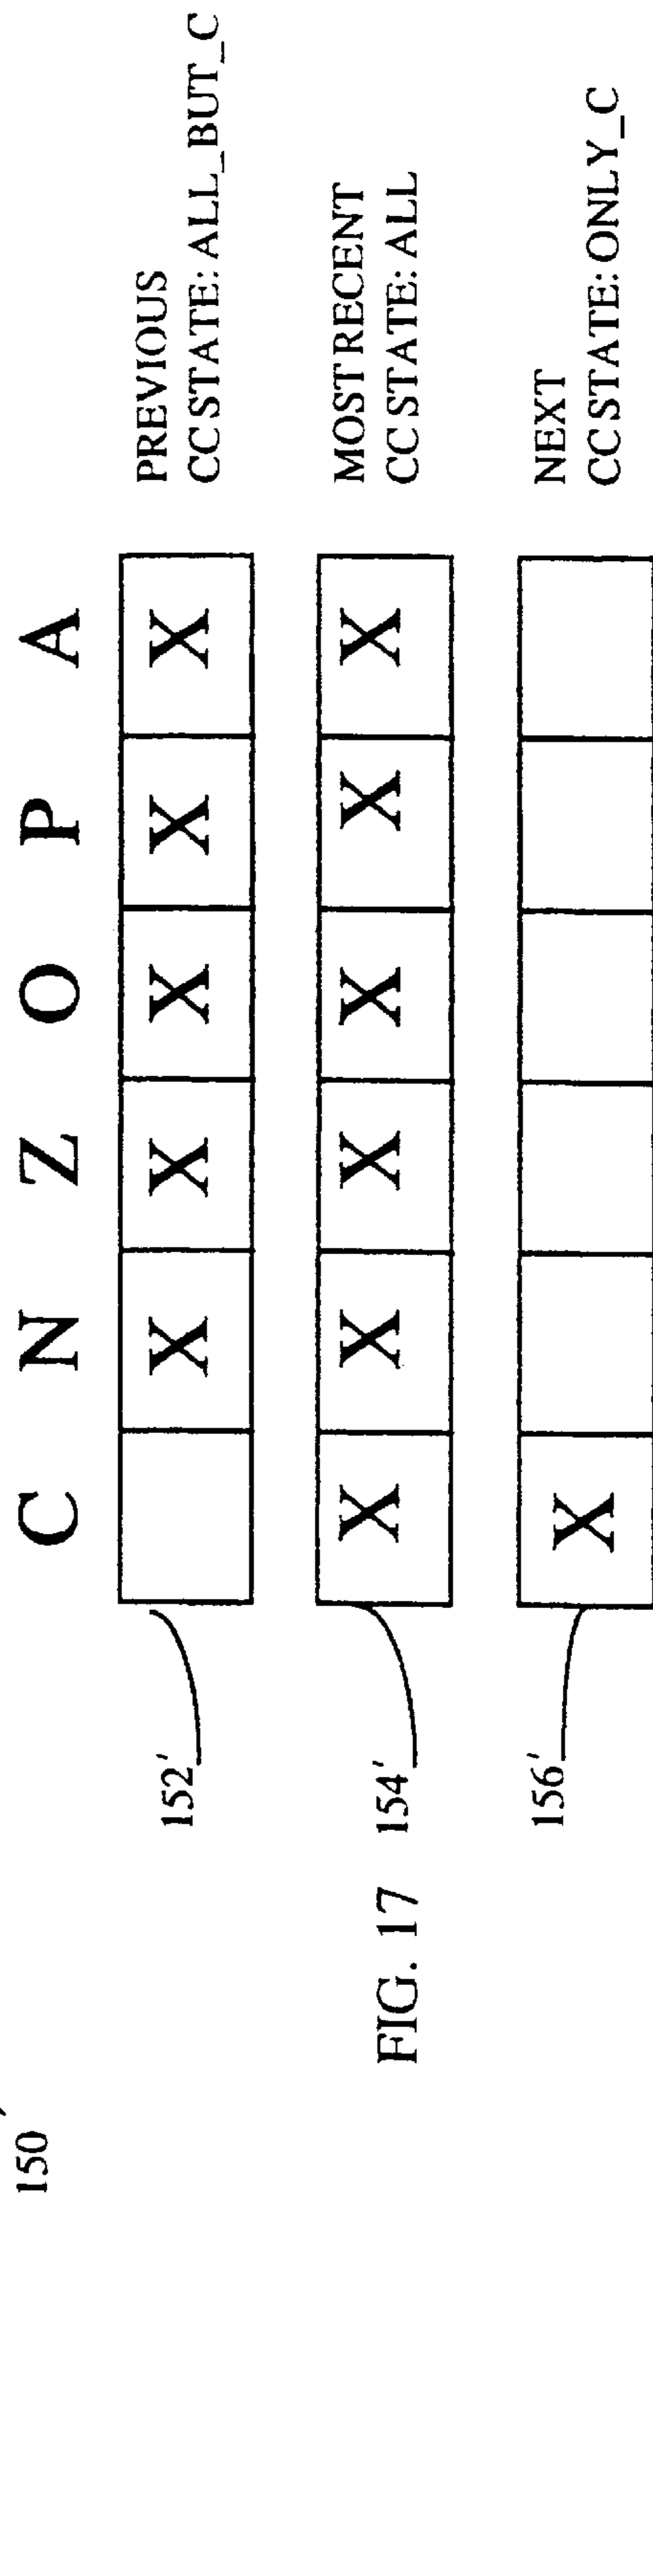 150
C N Z O P A
152' X X X X X PREVIOUS
CC STATE: ALL_BUT_C
FIG. 17 154' X X X X X X MOST RECENT
CC STATE: ALL
156' X NEXT
CC STATE: ONLY_C